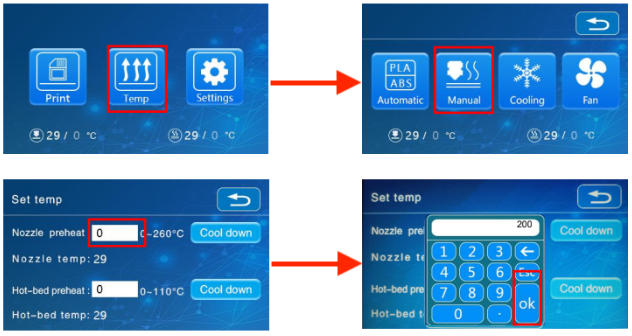 Print Temp Settings
29 / 0 °C 29 / 0 °C
PLA
ABS
Automatic Manual Cooling Fan
29 / 0 °C 29 / 0 °C
Set temp
Nozzle preheat: 0 0~260°C Cool down
Nozzle temp: 29
Hot-bed preheat: 0 0~110°C Cool down
Hot-bed temp: 29
Set temp
200
Nozzle pre Cool down
1 2 3 ←
Nozzle te
4 5 6 Esc
Hot-bed pre 7 8 9 ok Cool down
Hot-bed t 0 .